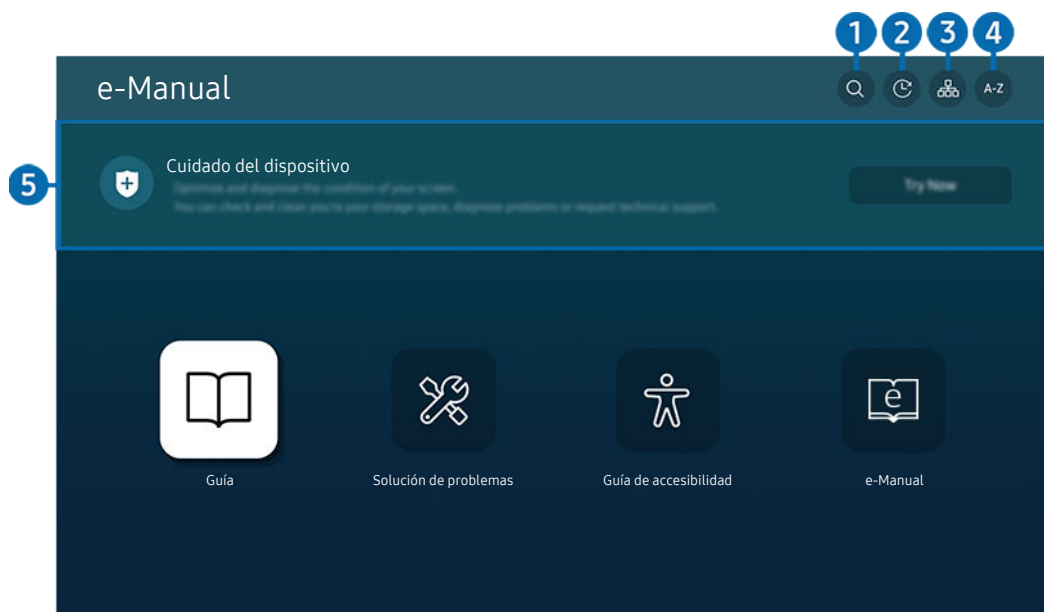 1 2 3 4
e-Manual
A-Z
5
Cuidado del dispositivo
Optimize and diagnose the condition of your screen.
Try Now
You can check and clean you're your storage space, diagnose problems or request technical support.
Guía
Solución de problemas
Guía de accesibilidad
e-Manual